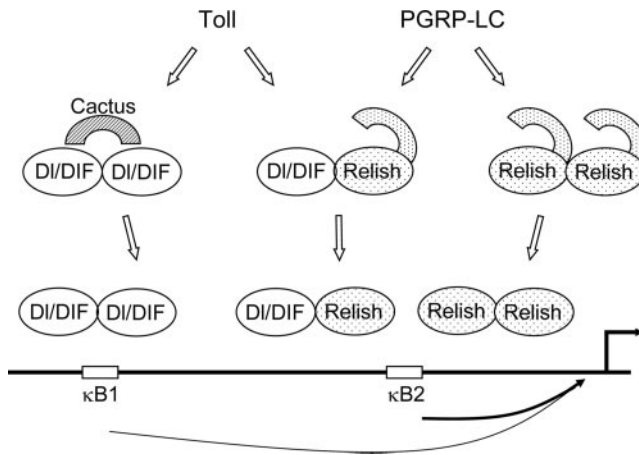 Toll PGRP-LC
Cactus
Dl/DIF Dl/DIF Dl/DIF Relish Relish Relish
Dl/DIF Dl/DIF Dl/DIF Relish Relish Relish
κB1 κB2